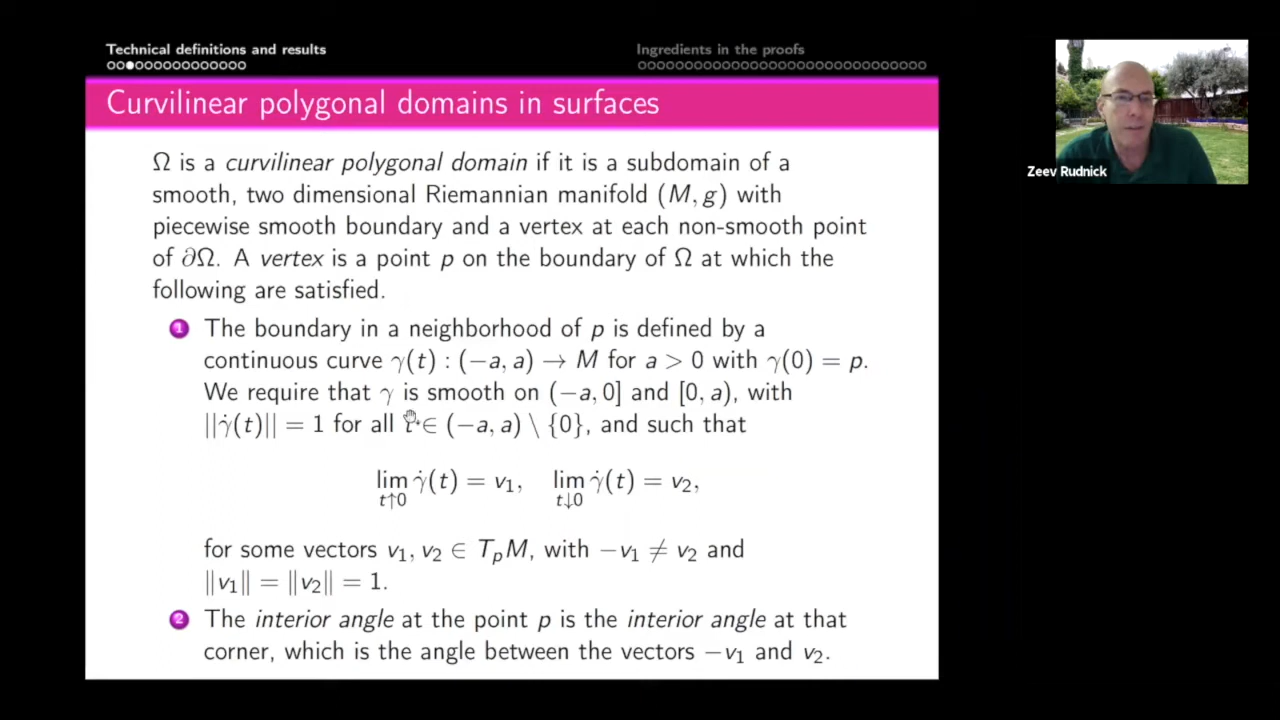 Technical definitions and results
Ingredients in the proofs
Curvilinear polygonal domains in surfaces
Ω is a curvilinear polygonal domain if it is a subdomain of a
smooth, two dimensional Riemannian manifold (M, g) with
piecewise smooth boundary and a vertex at each non-smooth point
of ∂Ω. A vertex is a point p on the boundary of Ω at which the
following are satisfied.
1 The boundary in a neighborhood of p is defined by a
continuous curve γ(t) : (−a, a) → M for a > 0 with γ(0) = p.
We require that γ is smooth on (−a, 0] and [0, a), with
||γ̇(t)|| = 1 for all t ∈ (−a, a) \ {0}, and such that
lim γ̇(t) = v₁, lim γ̇(t) = v₂,
t↑0 t↓0
for some vectors v₁, v₂ ∈ TₚM, with −v₁ ≠ v₂ and
‖v₁‖ = ‖v₂‖ = 1.
2 The interior angle at the point p is the interior angle at that
corner, which is the angle between the vectors −v₁ and v₂.
Zeev Rudnick